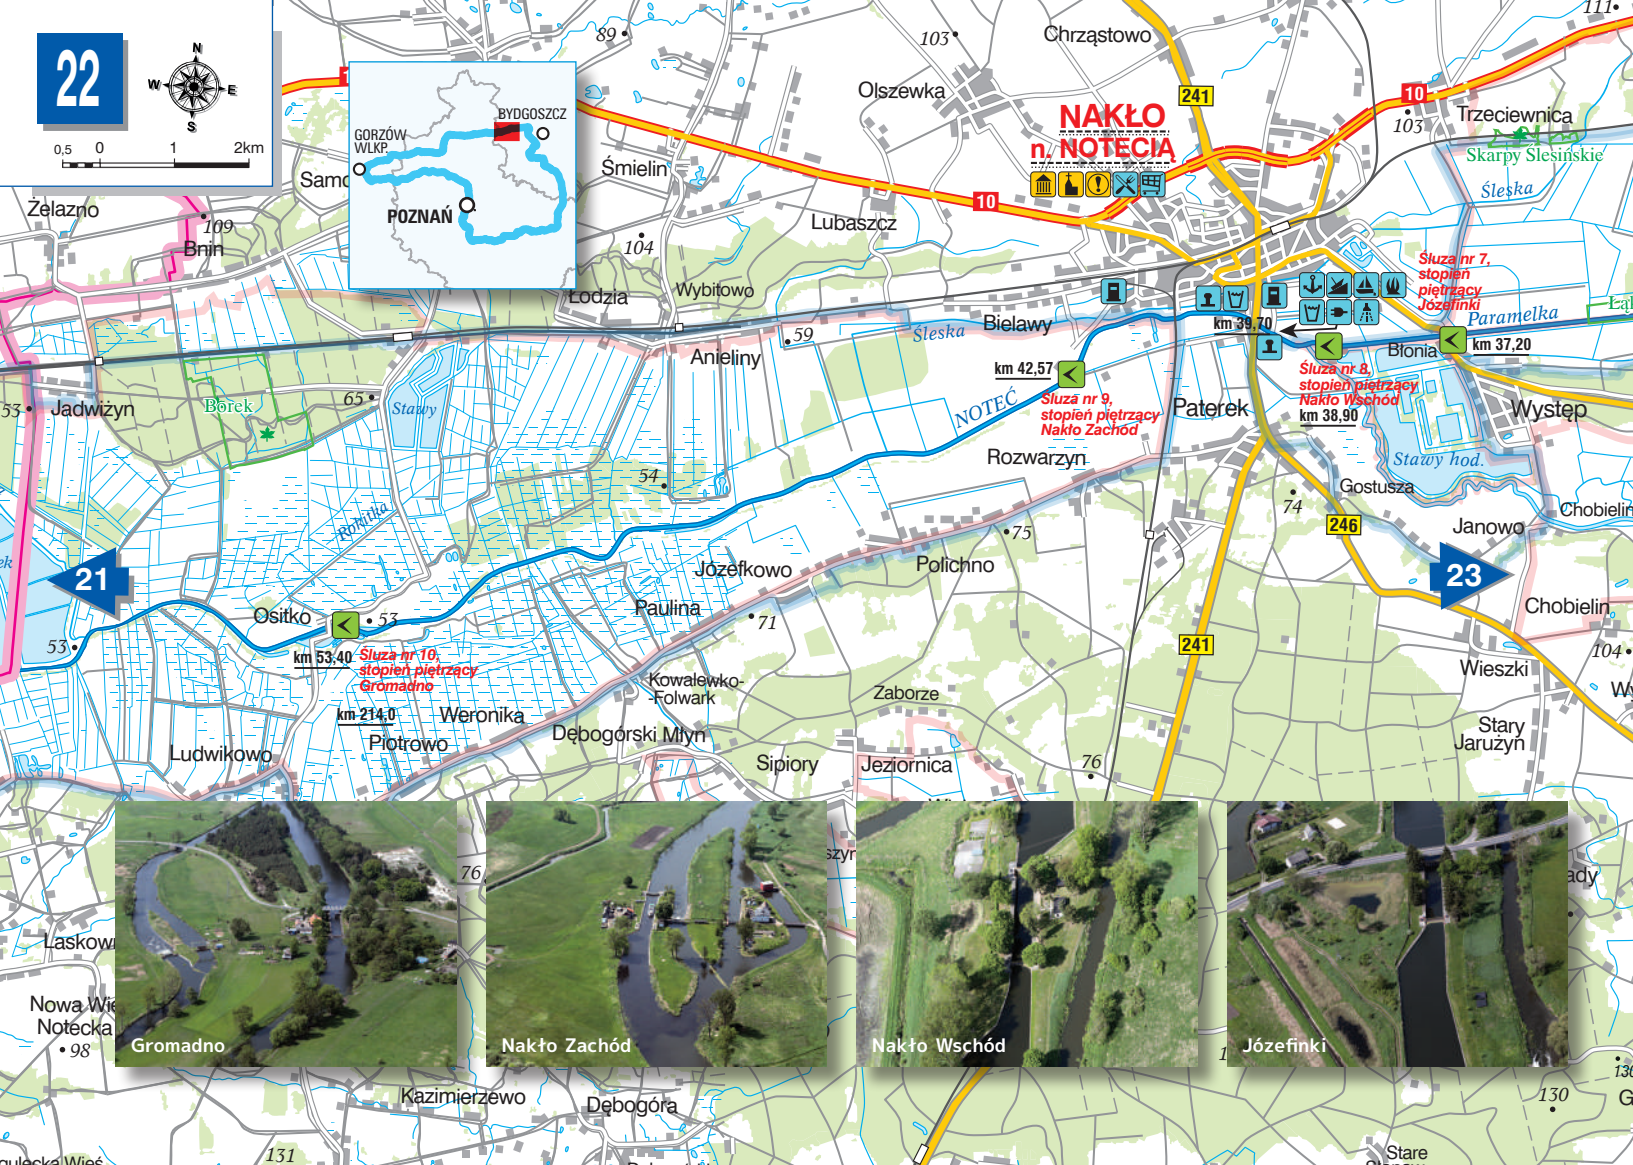 22
N
W
E
S
0,5 0 1 2km
GORZÓW
WLKP.
BYDGOSZCZ
POZNAŃ
89
103
Chrząstowo
111
Olszewka
241
10
103
Trzeciewnica
Skarpy Ślesińskie
NAKŁO
n. NOTECIĄ
Śmielin
Śleska
Żelazno
109
Bnin
10
Lubaszcz
104
Łodzia
Wybitowo
Śluza nr 7,
stopień
piętrzący
Józefinki
Paramelka
59
Śleska
Bielawy
km 39,70
Błonia
km 37,20
Anieliny
km 42,57
Śluza nr 8,
stopień piętrzący
Nakło Wschód
km 38,90
53
Jadwiżyn
Borek
65
Stawy
NOTEĆ
Śluza nr 9,
stopień piętrzący
Nakło Zachód
Paterek
Występ
Rozwarzyn
Stawy hod.
54
Gostusza
74
Rokitka
246
Janowo
Chobielin
75
21
Józefkowo
Polichno
23
Ositko
53
Paulina
71
Chobielin
53
km 53,40
Śluza nr 10,
stopień piętrzący
Gromadno
241
104
Wieszki
Kowalewko-
-Folwark
Zaborze
km 214,0
Weronika
Piotrowo
Dębogórski Młyn
Stary
Jarużyn
Ludwikowo
Sipiory
Jeziornica
76
76
Nowa
Notecka
98
Gromadno
Nakło Zachód
Nakło Wschód
Józefinki
Kazimierzewo
Dębogóra
130
131
Stare